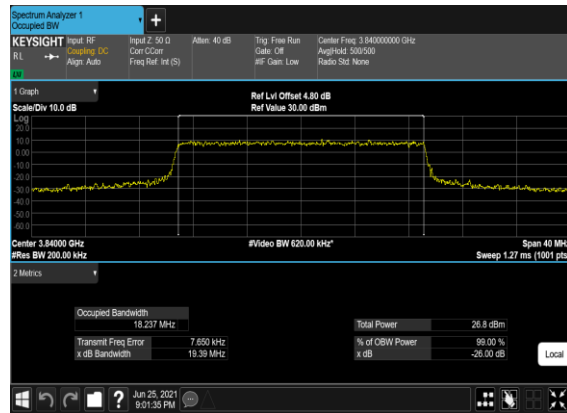 Spectrum Analyzer 1
Occupied BW
KEYSIGHT Input: RF Input Z: 50 Ω Atten: 40 dB Trig: Free Run Center Freq: 3.840000000 GHz
RL Coupling: DC Corr CCorr Gate: Off Avg|Hold: 500/500
Align: Auto Freq Ref: Int (S) #IF Gain: Low Radio Std: None
1 Graph
Ref Lvl Offset 4.80 dB
Scale/Div 10.0 dB Ref Value 30.00 dBm
Log
20.0
10.0
0.00
-10.0
-20.0
-30.0
-40.0
-50.0
-60.0
Center 3.84000 GHz #Video BW 620.00 kHz* Span 40 MHz
#Res BW 200.00 kHz Sweep 1.27 ms (1001 pts)
2 Metrics
Occupied Bandwidth
18.237 MHz Total Power 26.8 dBm
Transmit Freq Error 7.650 kHz % of OBW Power 99.00 %
x dB Bandwidth 19.39 MHz x dB -26.00 dB
Local
Jun 25, 2021
9:01:35 PM